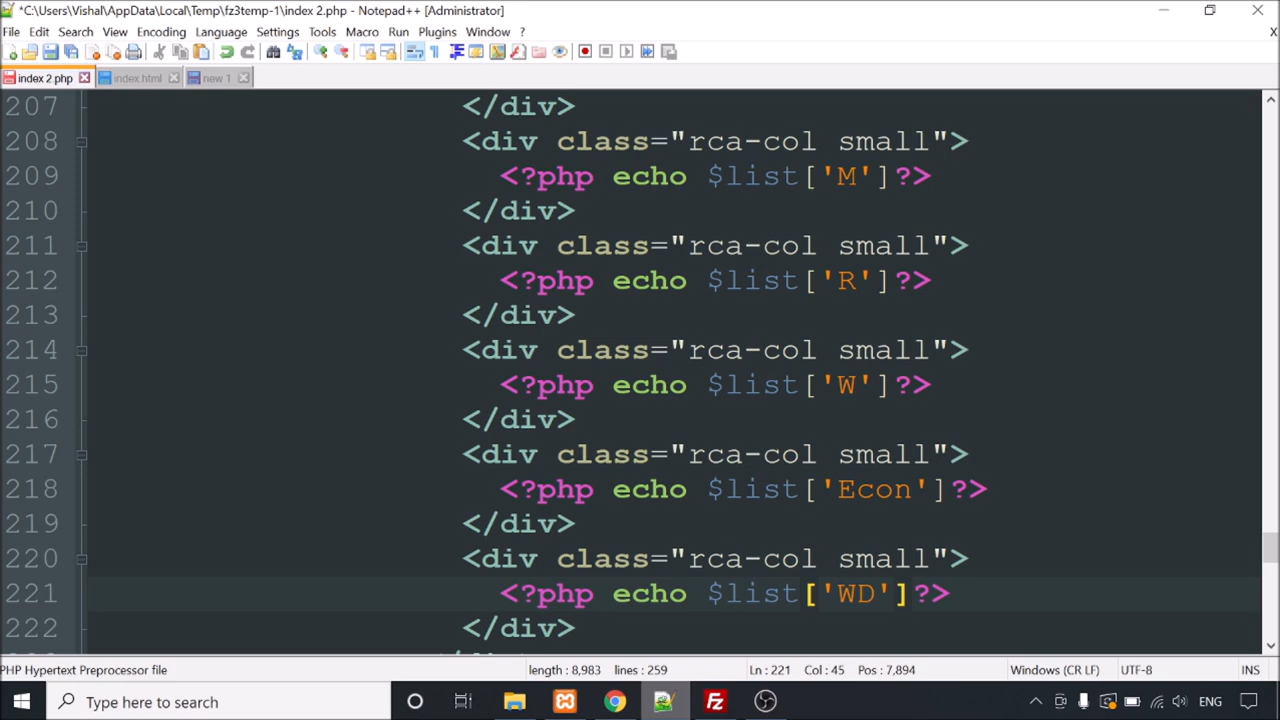 *C:\Users\Vishal\AppData\Local\Temp\fz3temp-1\index 2.php - Notepad++ [Administrator]
File Edit Search View Encoding Language Settings Tools Macro Run Plugins Window ? X
index 2.php index.html new 1
207 </div>
208 <div class="rca-col small">
209 <?php echo $list['M']?>
210 </div>
211 <div class="rca-col small">
212 <?php echo $list['R']?>
213 </div>
214 <div class="rca-col small">
215 <?php echo $list['W']?>
216 </div>
217 <div class="rca-col small">
218 <?php echo $list['Econ']?>
219 </div>
220 <div class="rca-col small">
221 <?php echo $list['WD']?>
222 </div>
PHP Hypertext Preprocessor file length : 8,983 lines : 259 Ln : 221 Col : 45 Pos : 7,894 Windows (CR LF) UTF-8 INS
Type here to search ENG